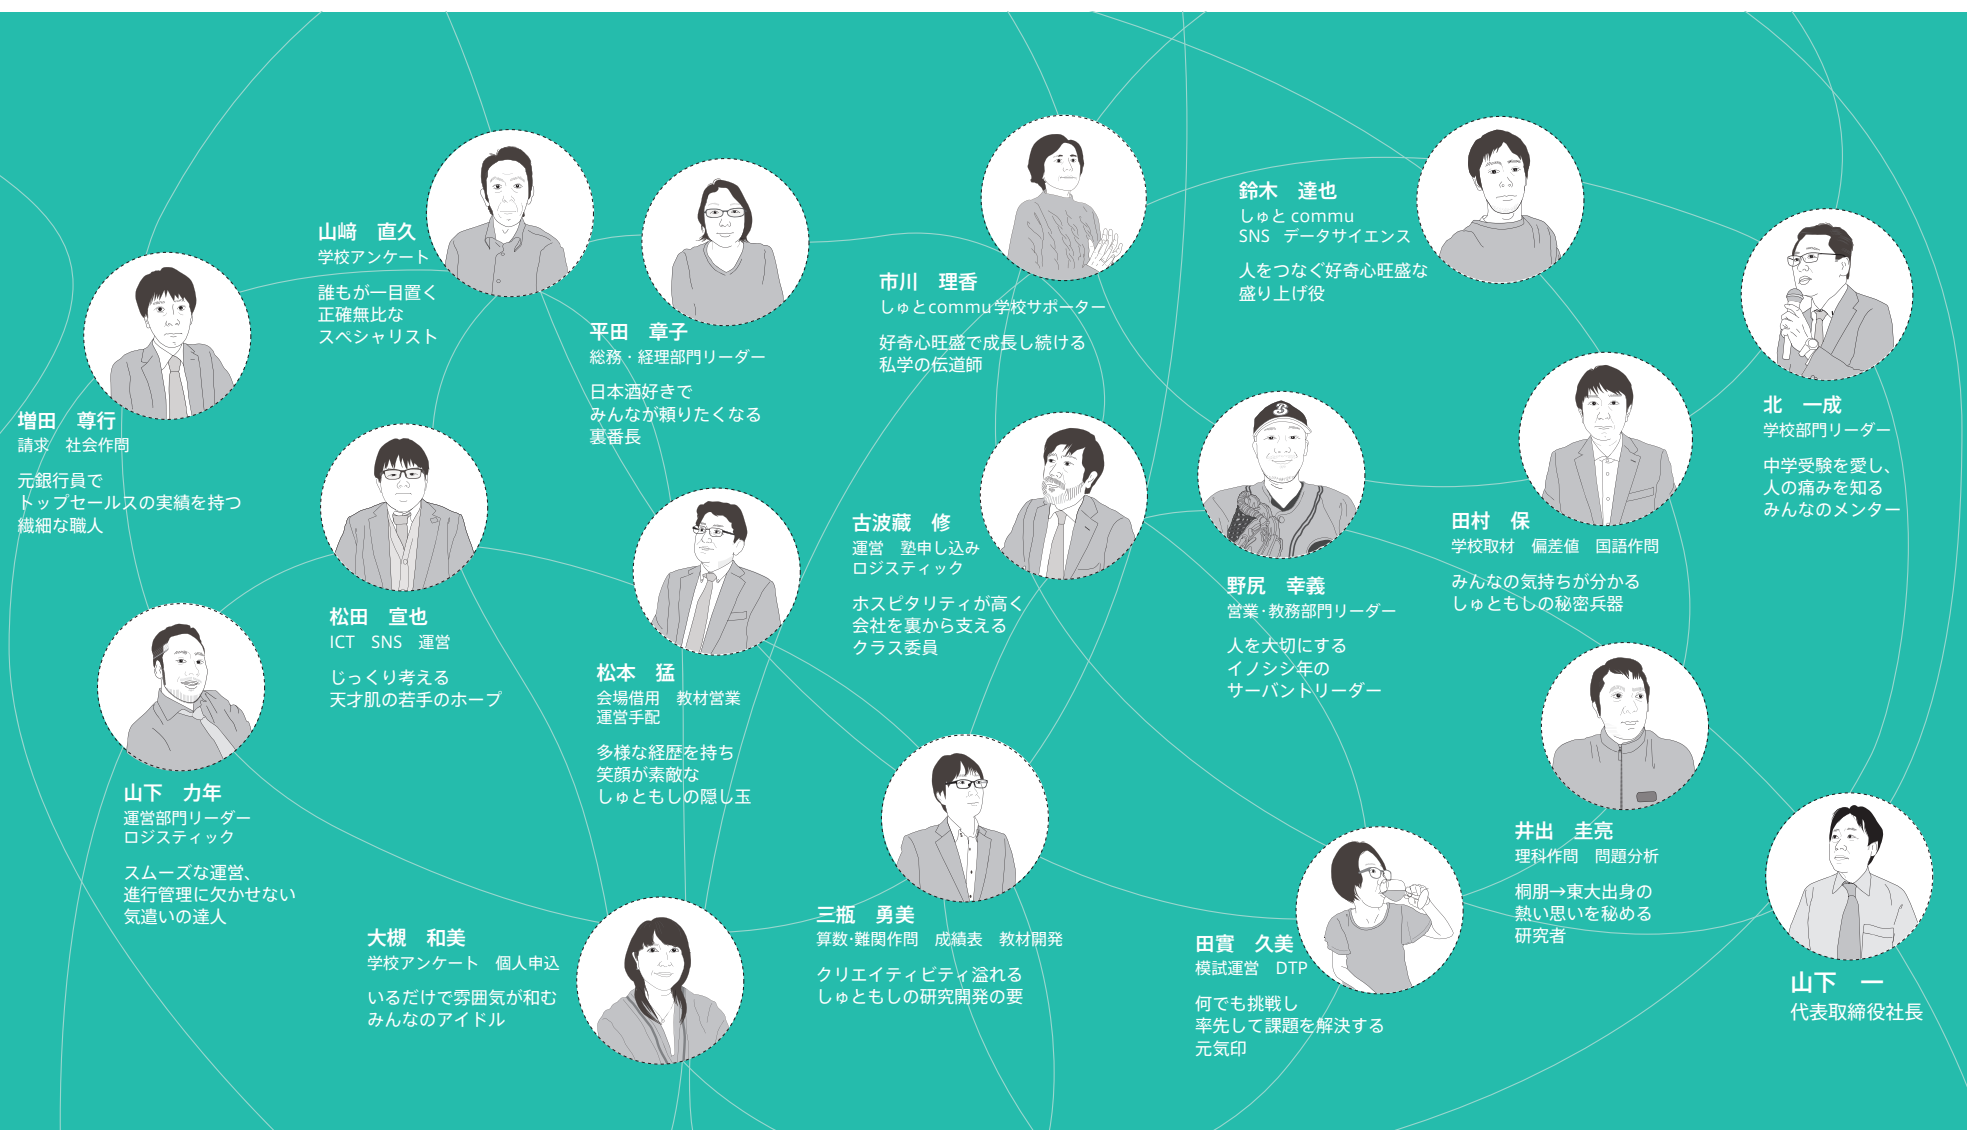 山﨑　直久
学校アンケート
誰もが一目置く
正確無比な
スペシャリスト
平田　章子
総務・経理部門リーダー
日本酒好きで
みんなが頼りたくなる
裏番長
市川　理香
しゅとcommu 学校サポーター
好奇心旺盛で成長し続ける
私学の伝道師
鈴木　達也
しゅと commu
SNS　データサイエンス
人をつなぐ好奇心旺盛な
盛り上げ役
北　一成
学校部門リーダー
中学受験を愛し、
人の痛みを知る
みんなのメンター
増田　尊行
請求　社会作問
元銀行員で
トップセールスの実績を持つ
繊細な職人
松田　宣也
ICT　SNS　運営
じっくり考える
天才肌の若手のホープ
松本　猛
会場借用　教材営業
運営手配
多様な経歴を持ち
笑顔が素敵な
しゅともしの隠し玉
古波藏　修
運営　塾申し込み
ロジスティック
ホスピタリティが高く
会社を裏から支える
クラス委員
野尻　幸義
営業・教務部門リーダー
人を大切にする
イノシシ年の
サーバントリーダー
田村　保
学校取材　偏差値　国語作問
みんなの気持ちが分かる
しゅともしの秘密兵器
山下　力年
運営部門リーダー
ロジスティック
スムーズな運営、
進行管理に欠かせない
気遣いの達人
大槻　和美
学校アンケート　個人申込
いるだけで雰囲気が和む
みんなのアイドル
三瓶　勇美
算数・難関作問　成績表　教材開発
クリエイティビティ溢れる
しゅともしの研究開発の要
田實　久美
模試運営　DTP
何でも挑戦し
率先して課題を解決する
元気印
井出　圭亮
理科作問　問題分析
桐朋→東大出身の
熱い思いを秘める
研究者
山下　一
代表取締役社長